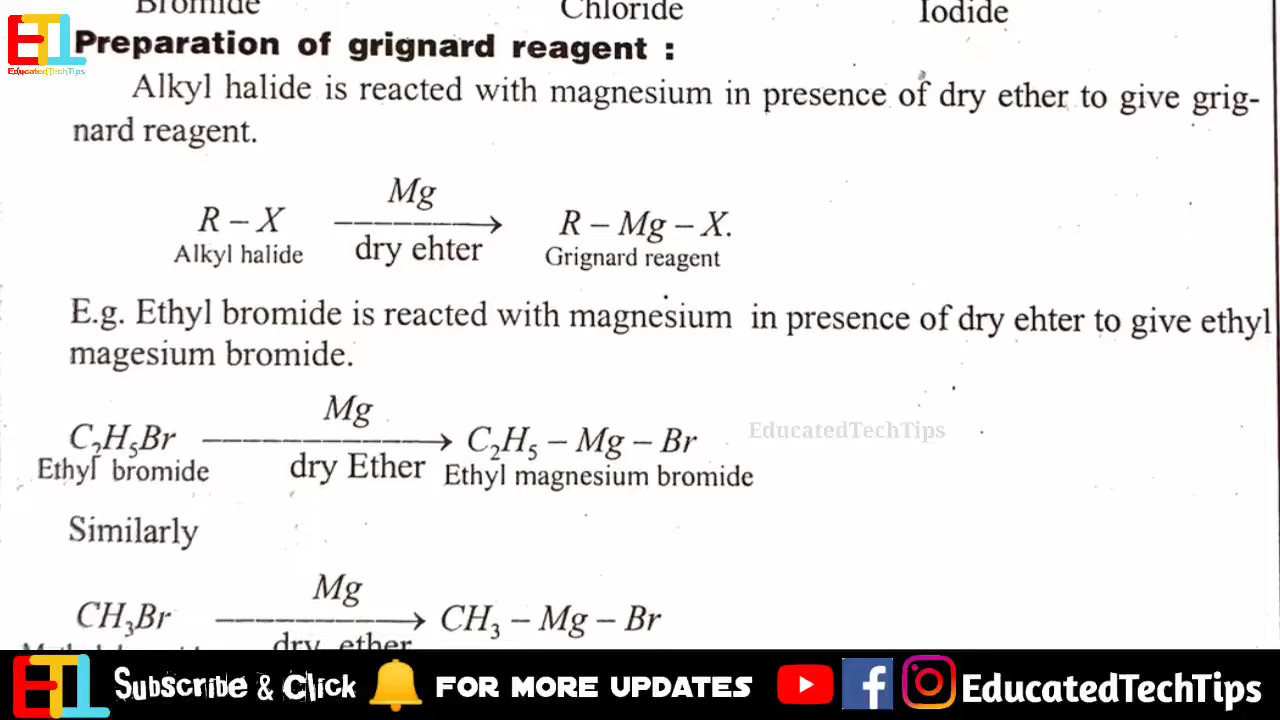 Bromide Chloride Iodide
ETL
EducatedTechTips
Preparation of grignard reagent :
Alkyl halide is reacted with magnesium in presence of dry ether to give grig-
nard reagent.
Mg
R – X ⟶ R – Mg – X.
dry ehter
Alkyl halide Grignard reagent
E.g. Ethyl bromide is reacted with magnesium in presence of dry ehter to give ethyl
magesium bromide.
Mg
C₂H₅Br ⟶ C₂H₅ – Mg – Br
EducatedTechTips
dry Ether
Ethyl bromide Ethyl magnesium bromide
Similarly
Mg
CH₃Br ⟶ CH₃ – Mg – Br
dry ether
ETL Subscribe & Click FOR MORE UPDATES EducatedTechTips